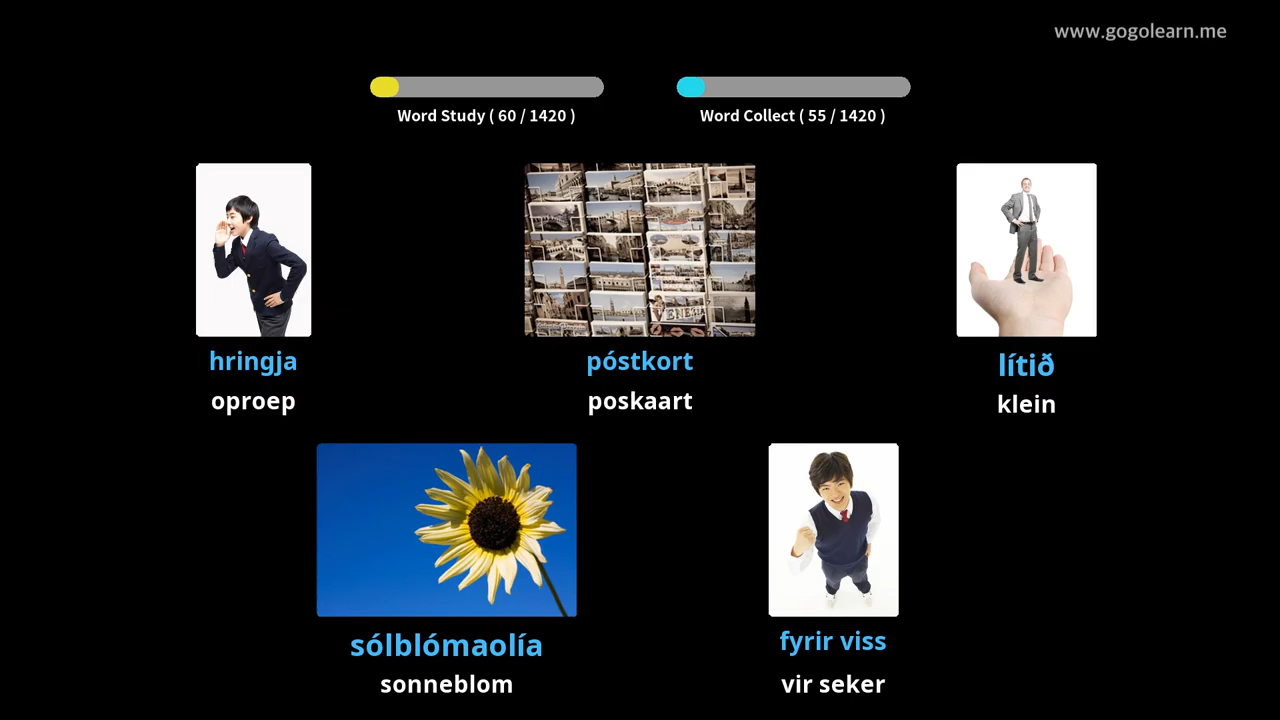 www.gogolearn.me
Word Study ( 60 / 1420 )
Word Collect ( 55 / 1420 )
hringja
oproep
póstkort
poskaart
lítið
klein
sólblómaolía
sonneblom
fyrir viss
vir seker